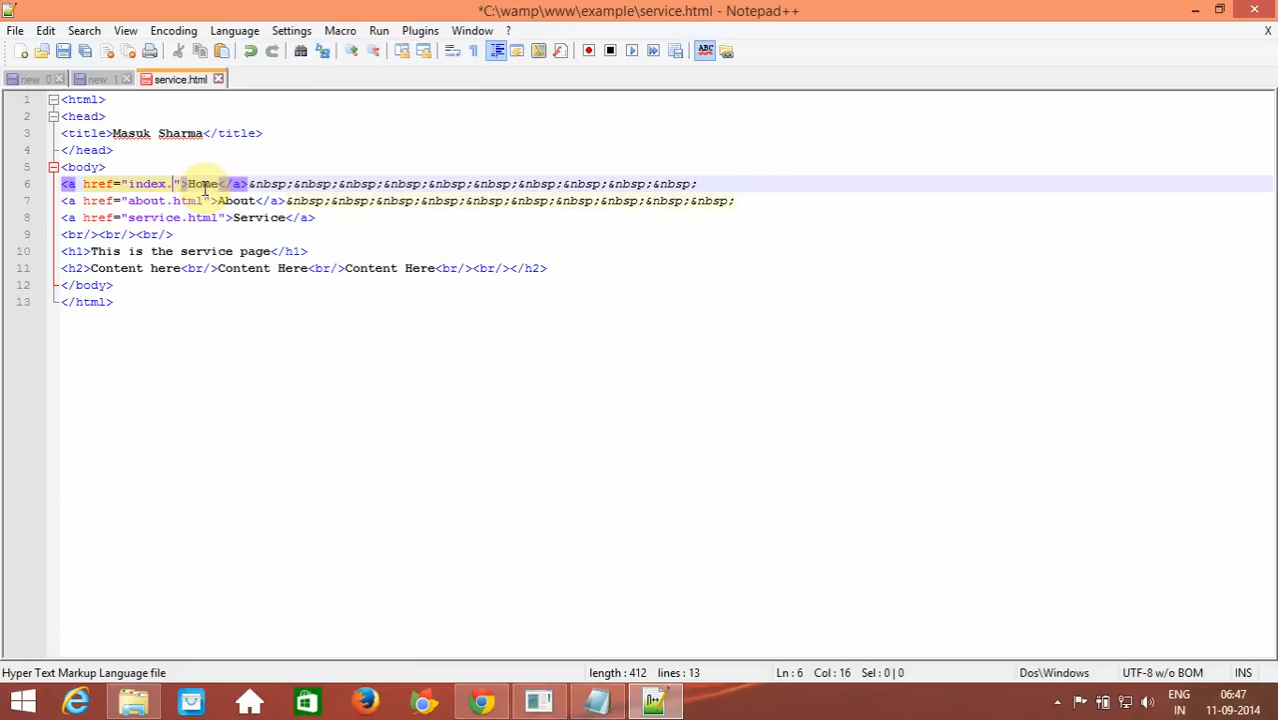 *C:\wamp\www\example\service.html - Notepad++
File Edit Search View Encoding Language Settings Macro Run Plugins Window ? X
ABC
new 0 new 1 service.html
1 <html>
2 <head>
3 <title>Masuk Sharma</title>
4 </head>
5 <body>
6 <a href="index.">Home</a>&nbsp;&nbsp;&nbsp;&nbsp;&nbsp;&nbsp;&nbsp;&nbsp;&nbsp;&nbsp;
7 <a href="about.html">About</a>&nbsp;&nbsp;&nbsp;&nbsp;&nbsp;&nbsp;&nbsp;&nbsp;&nbsp;&nbsp;
8 <a href="service.html">Service</a>
9 <br/><br/><br/>
10 <h1>This is the service page</h1>
11 <h2>Content here<br/>Content Here<br/>Content Here<br/><br/></h2>
12 </body>
13 </html>
Hyper Text Markup Language file length : 412 lines : 13 Ln : 6 Col : 16 Sel : 0 | 0 Dos\Windows UTF-8 w/o BOM INS
ENG 06:47
IN 11-09-2014